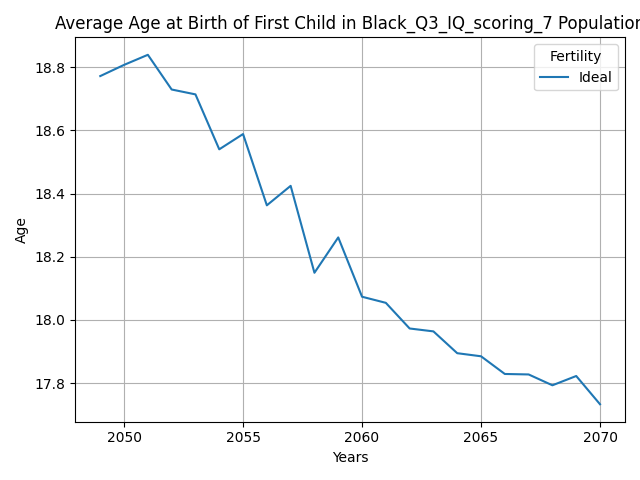 Average Age at Birth of First Child in Black_Q3_IQ_scoring_7 Population
Fertility
Ideal
18.8
18.6
18.4
18.2
18.0
17.8
Age
2050 2055 2060 2065 2070
Years